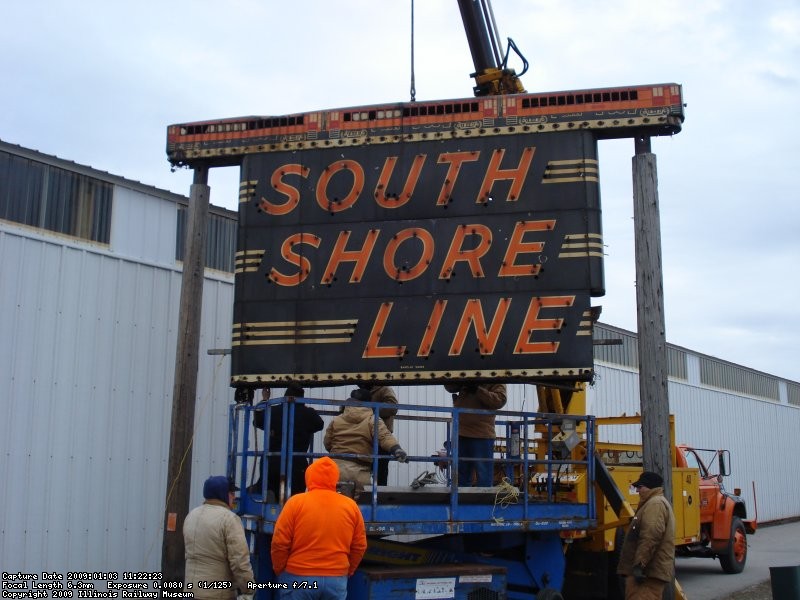 SOUTH
SHORE
LINE
Capture Date 2009:01:03 11:22:23
Focal Length 6.3mm Exposure 0.0080 s (1/125) Aperture f/7.1
Copyright 2009 Illinois Railway Museum